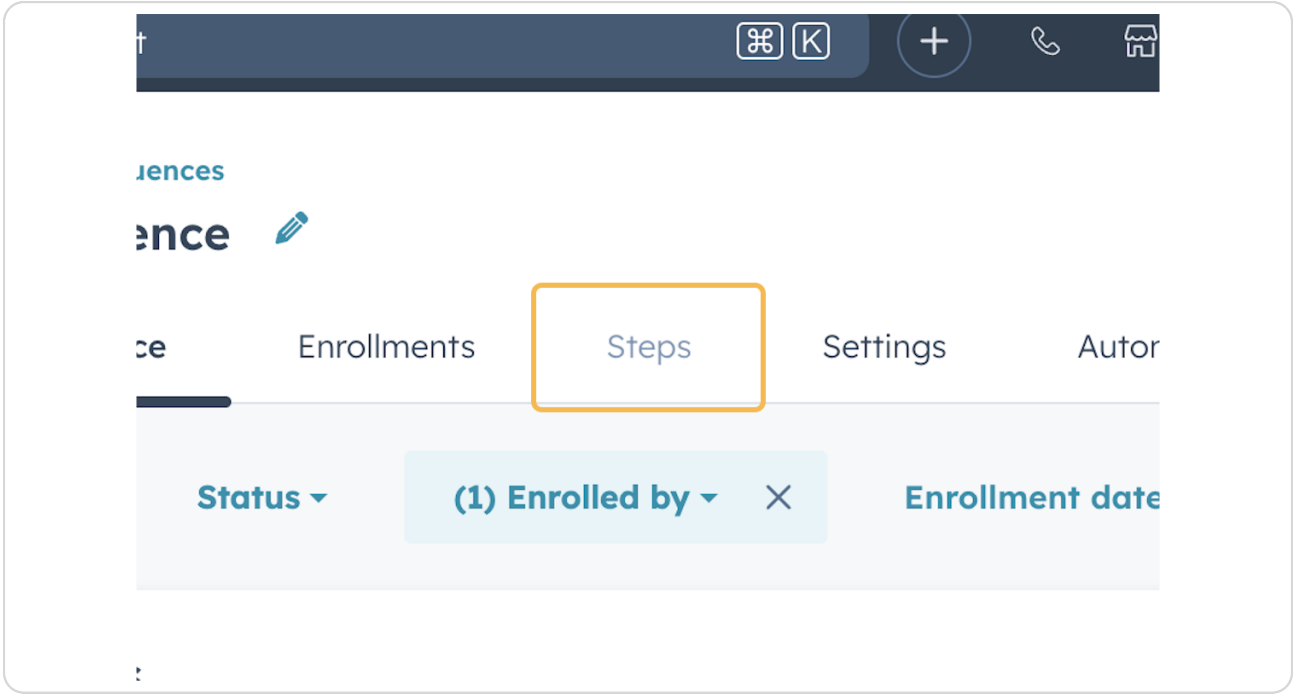 t ⌘ K
uences
ence
ce Enrollments Steps Settings Autor
Status (1) Enrolled by Enrollment date